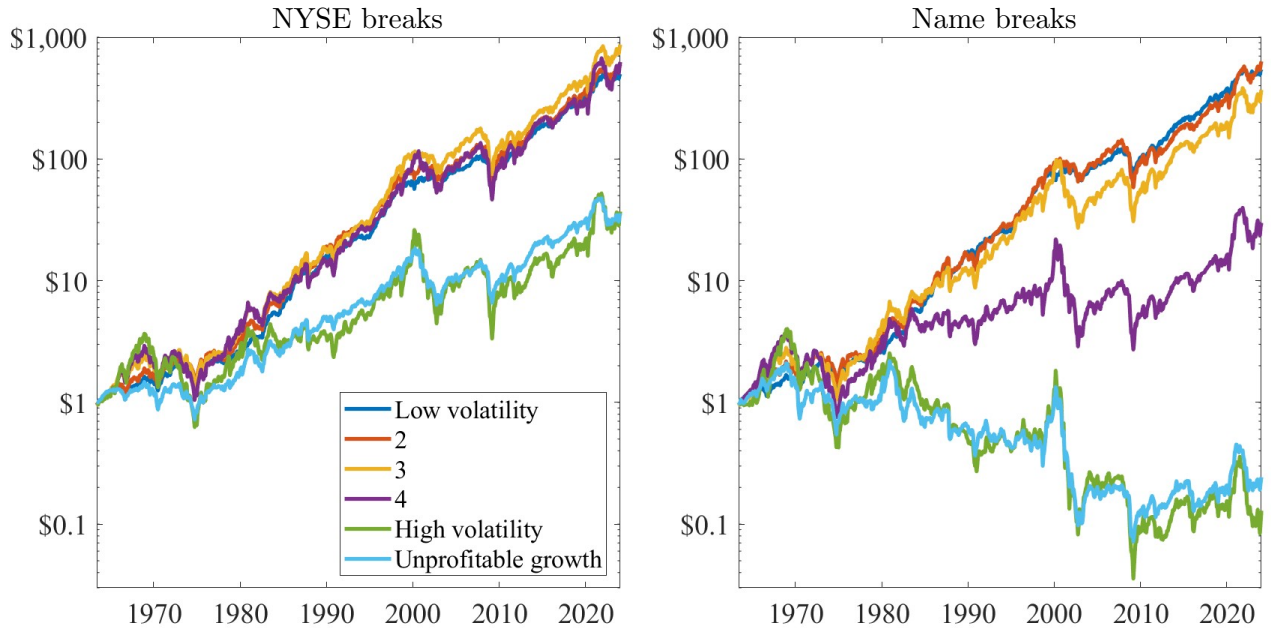 NYSE breaks
$1,000
$100
$10
$1
$0.1
1970 1980 1990 2000 2010 2020
Low volatility
2
3
4
High volatility
Unprofitable growth
Name breaks
$1,000
$100
$10
$1
$0.1
1970 1980 1990 2000 2010 2020